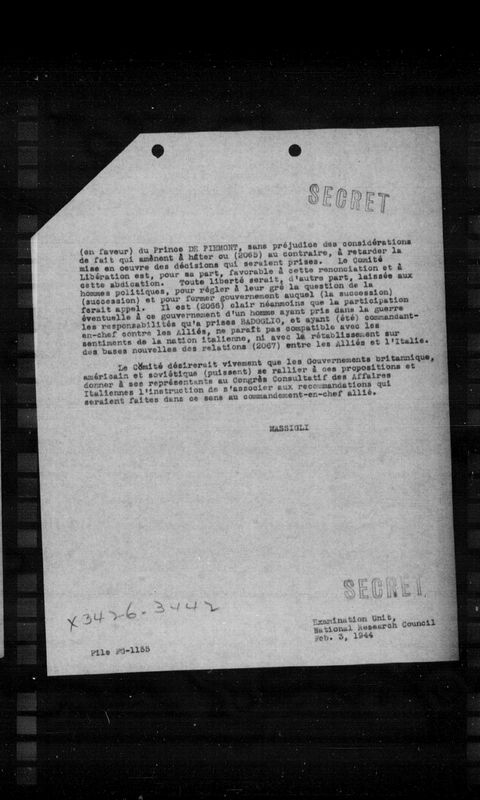 SECRET
(en faveur) du Prince DE PIEMONT, sans préjudice des considérations
de fait qui amènent à hâter ou (2065) au contraire, à retarder la
mise en oeuvre des décisions qui seraient prises. Le Comité
Libération est, pour sa part, favorable à cette renonciation et à
cette abdication. Toute liberté serait, d'autre part, laissée aux
hommes politiques, pour régler à leur gré la question de la
(succession) et pour former gouvernement auquel (la succession)
ferait appel. Il est (2066) clair néanmoins que la participation
éventuelle à ce gouvernement d'un homme ayant pris dans la guerre
les responsabilités qu'a prises BADOGLIO, et ayant (été) commandant-
en-chef contre les Alliés, ne paraît pas compatible avec les
sentiments de la nation italienne, ni avec le rétablissement sur
des bases nouvelles des relations (2067) entre les Alliés et l'Italie.
Le Cômité désirerait vivement que les Gouvernements britannique,
américain et soviétique (puissent) se rallier à ces propositions et
donner à ses représentants au Congrès Consultatif des Affaires
Italiennes l'instruction de s'associer aux recommandations qui
seraient faites dans ce sens au commandement-en-chef allié.
MASSIGLI
SECRET
X3426-3442
Examination Unit,
National Research Council
Feb. 3, 1944
File FG-1155